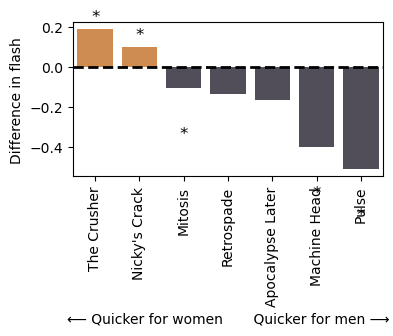 Difference in flash
0.2
0.0
−0.2
−0.4
*
*
*
*
*
The Crusher
Nicky's Crack
Mitosis
Retrospade
Apocalypse Later
Machine Head
Pulse
⟵ Quicker for women
Quicker for men ⟶